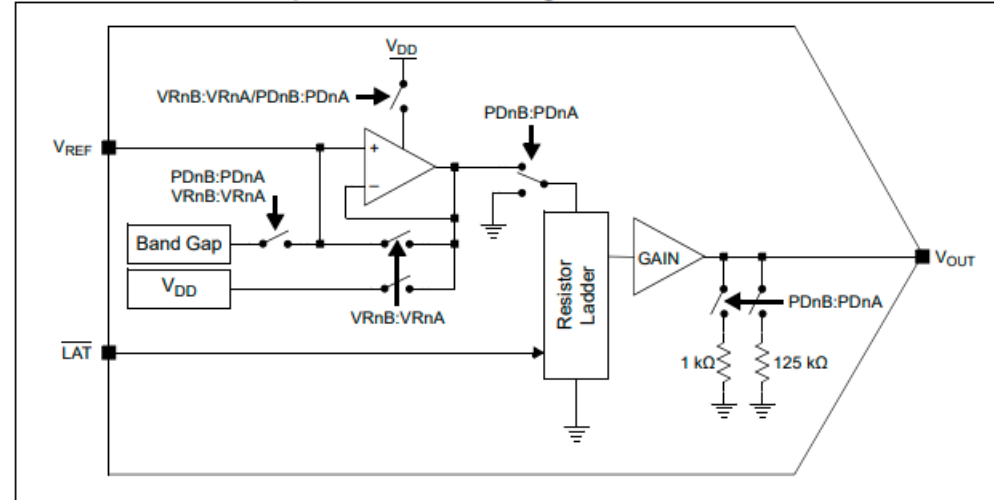 VDD
VRnB:VRnA/PDnB:PDnA
PDnB:PDnA
VREF
+
−
PDnB:PDnA
VRnB:VRnA
Band Gap
VDD
VRnB:VRnA
Resistor
Ladder
GAIN
VOUT
PDnB:PDnA
LAT
1 kΩ
125 kΩ